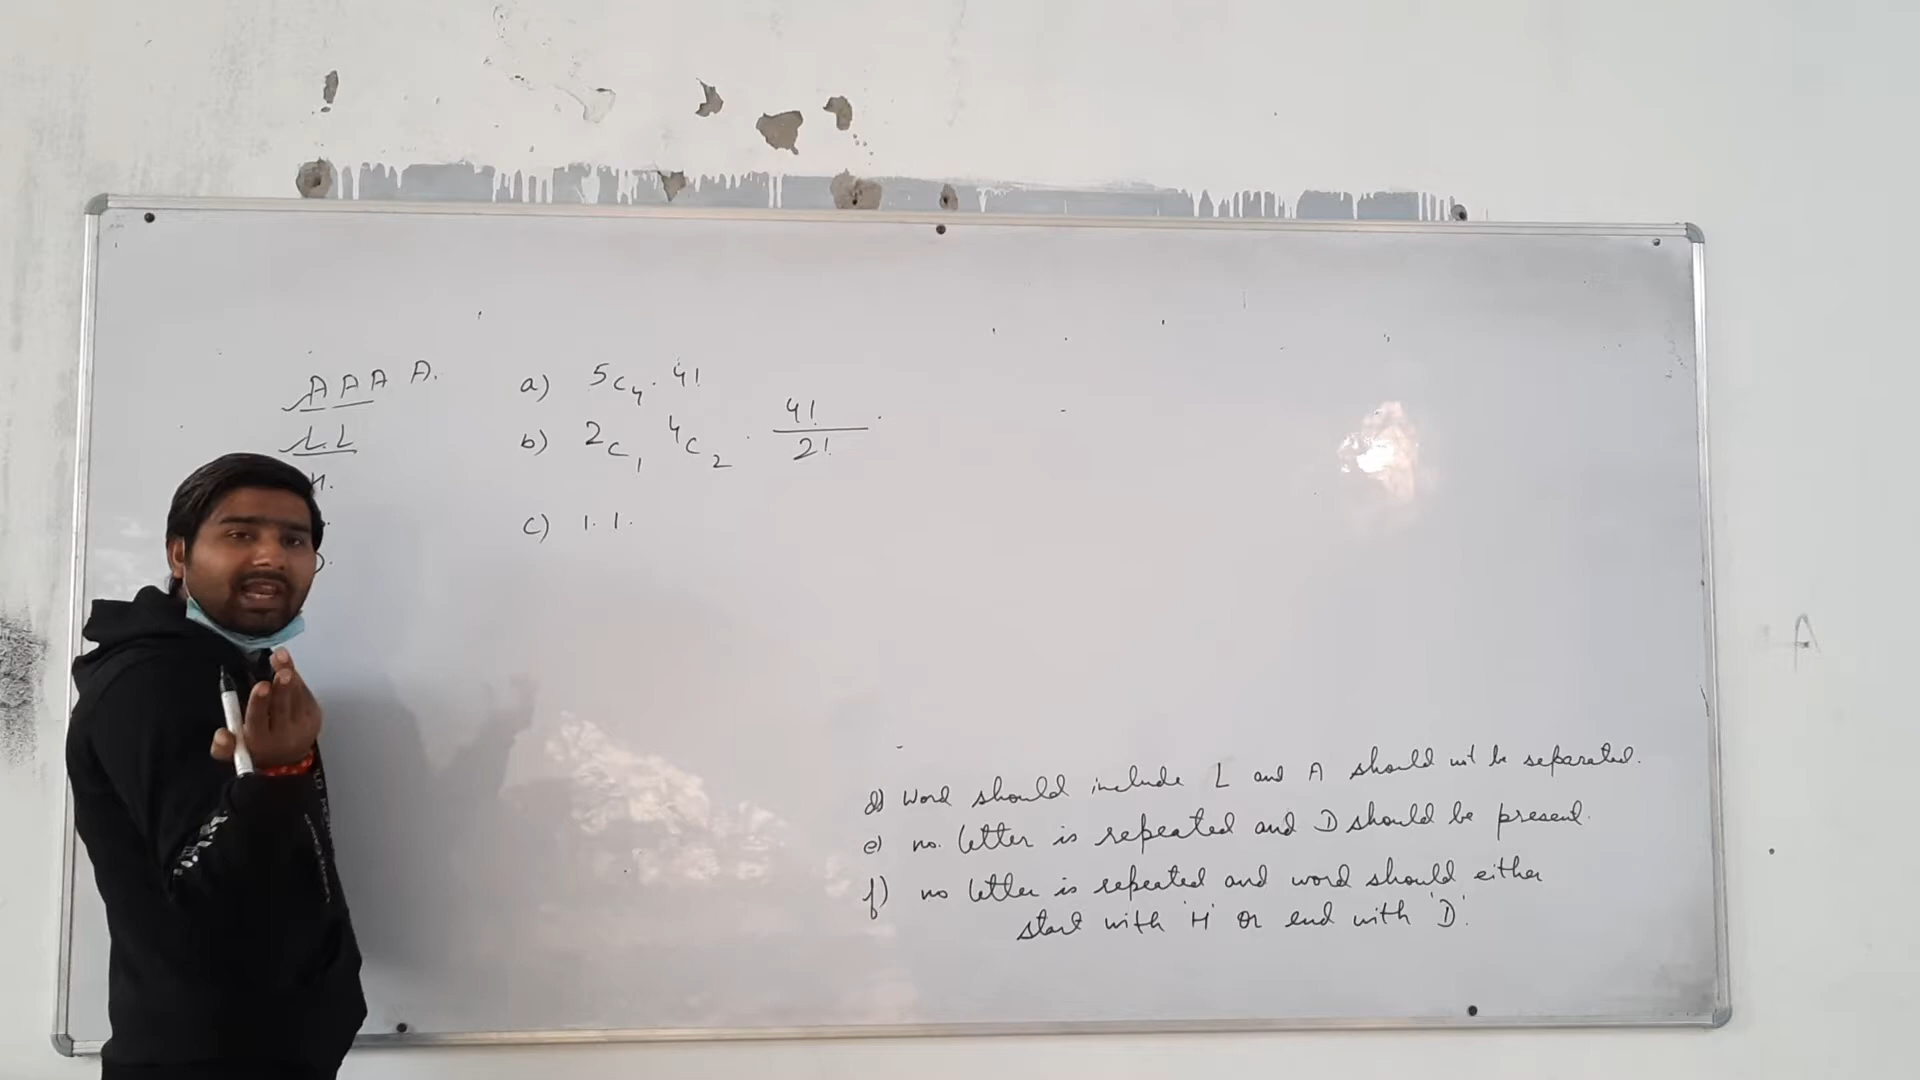 A A A A.
L. L
H.
a) 5C4 . 4!
b) 2C1 4C2 . 4!/2!
c) 1. 1.
d) Word should include L and A should not be separated.
e) no. letter is repeated and D should be present.
f) no letter is repeated and word should either
start with 'H' or end with 'D'.
A